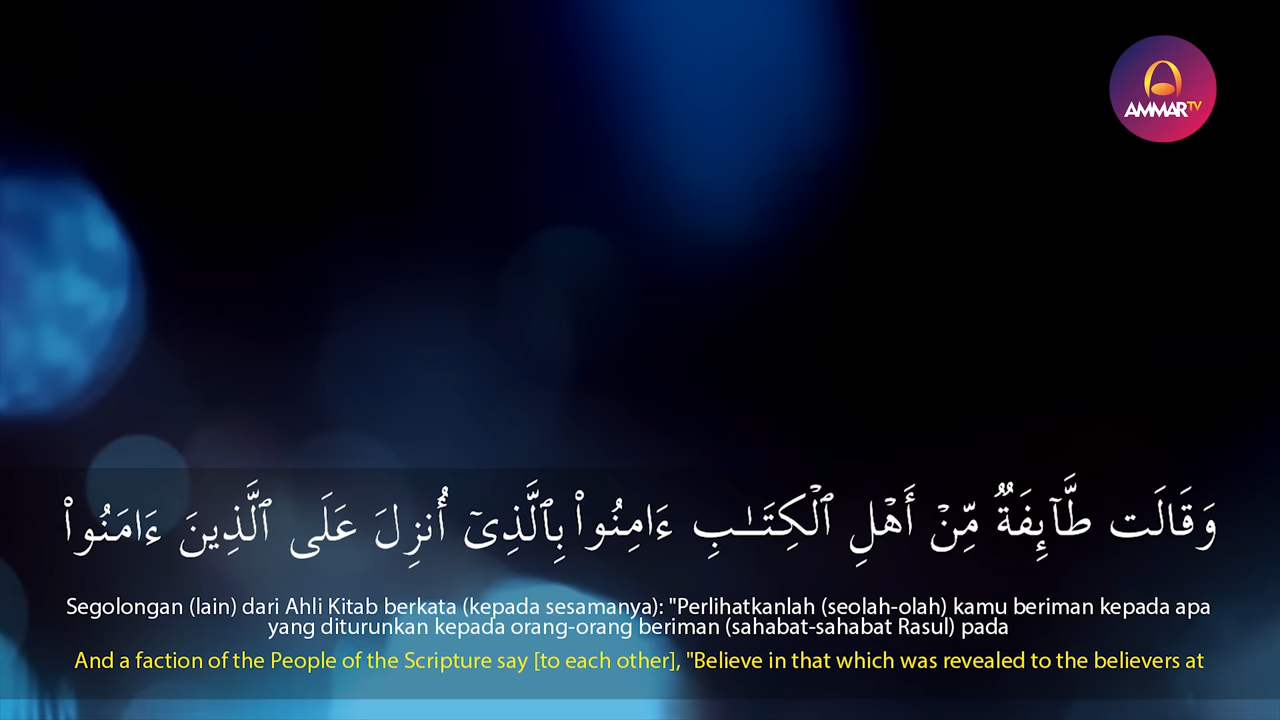 AMMARTV
وَقَالَت طَّآئِفَةٌ مِّنْ أَهْلِ ٱلْكِتَـٰبِ ءَامِنُوا۟ بِٱلَّذِىٓ أُنزِلَ عَلَى ٱلَّذِينَ ءَامَنُوا۟
Segolongan (lain) dari Ahli Kitab berkata (kepada sesamanya): "Perlihatkanlah (seolah-olah) kamu beriman kepada apa
yang diturunkan kepada orang-orang beriman (sahabat-sahabat Rasul) pada
And a faction of the People of the Scripture say [to each other], "Believe in that which was revealed to the believers at